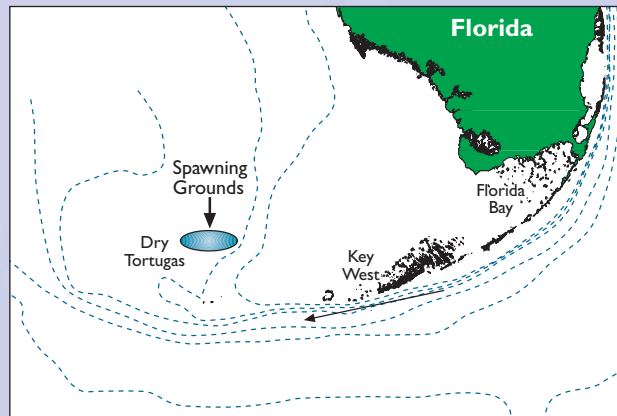 Florida
Spawning
Grounds
Dry
Tortugas
Florida
Bay
Key
West